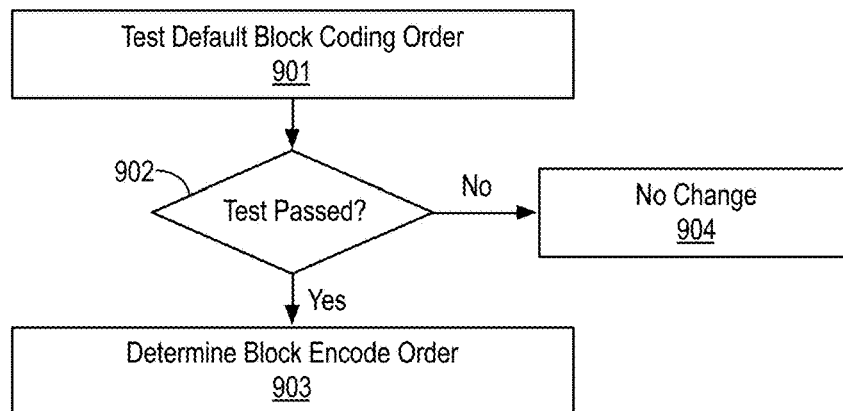 Test Default Block Coding Order
901
902
Test Passed?
No
No Change
904
Yes
Determine Block Encode Order
903